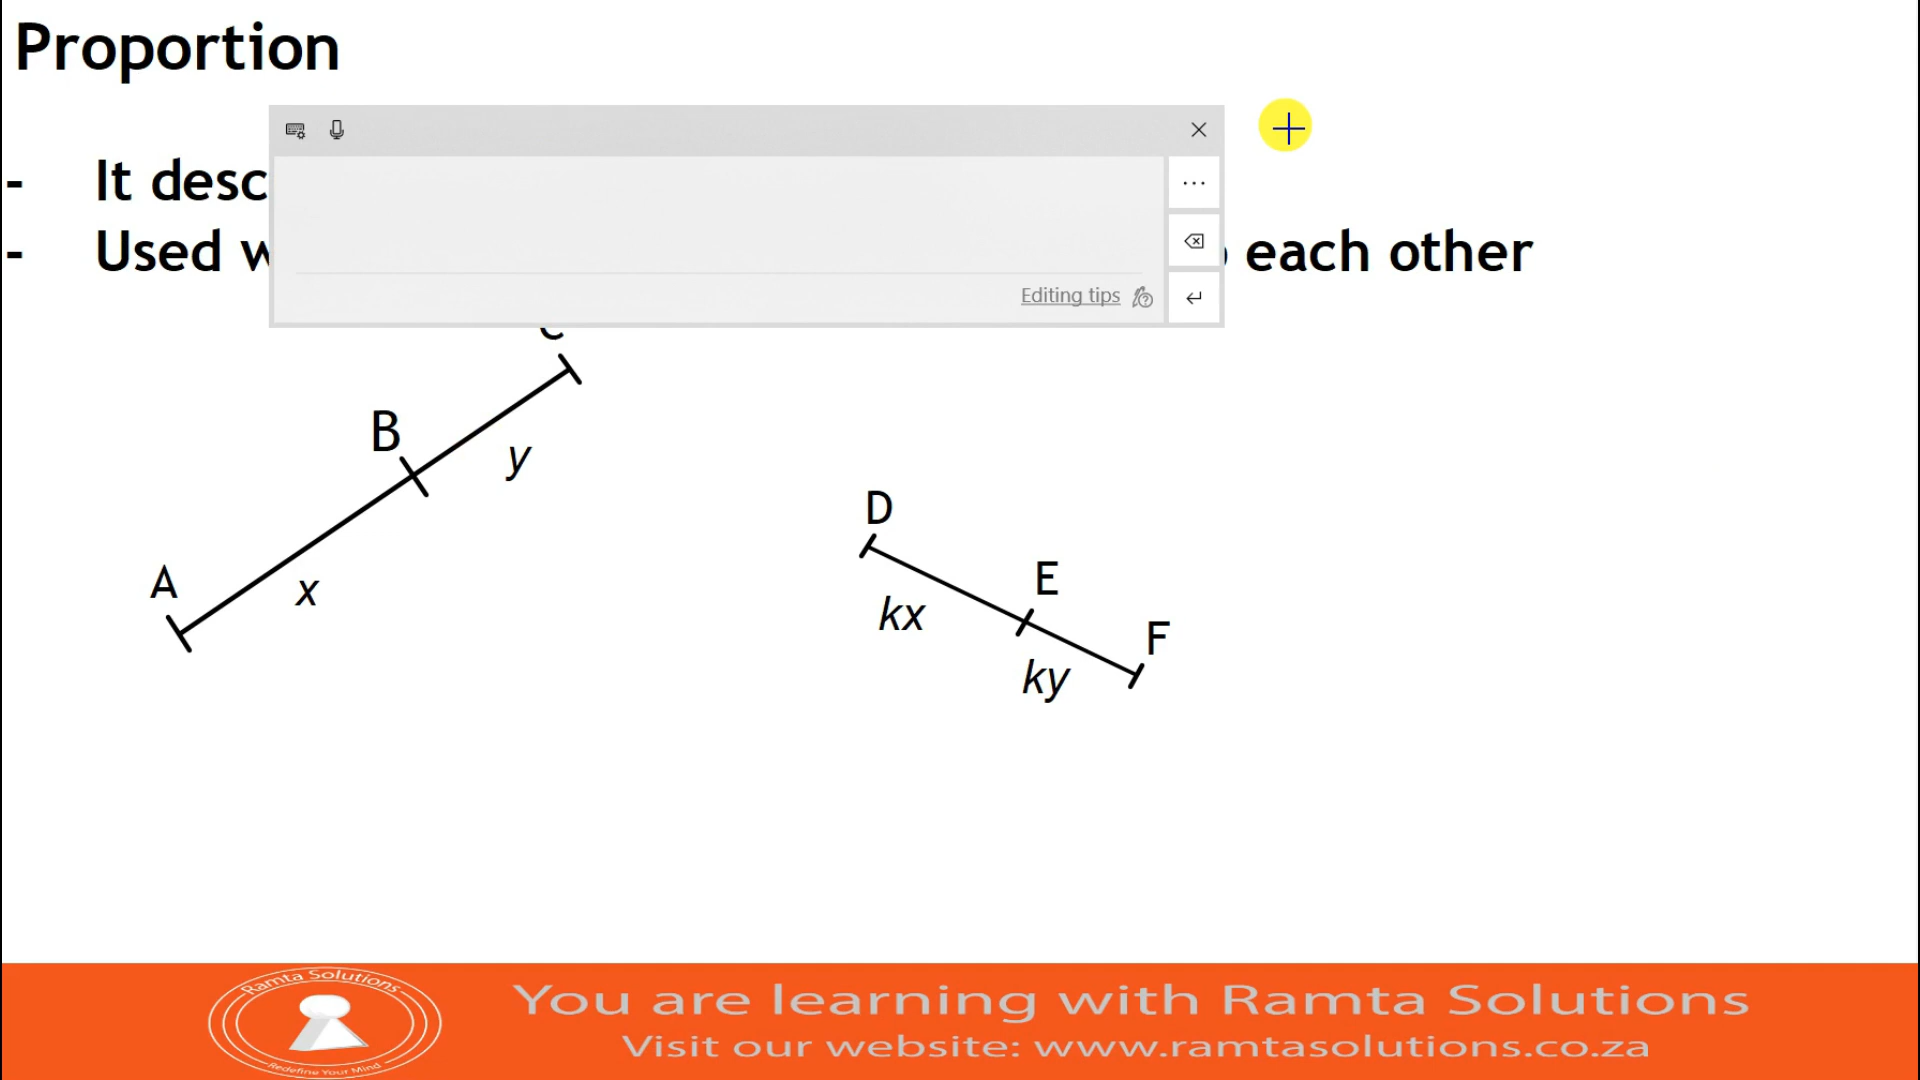 Proportion
- It desc
- Used w each other
Editing tips
C
B
y
A
x
D
E
kx
F
ky
Ramta Solutions
Redefine Your Mind
You are learning with Ramta Solutions
Visit our website: www.ramtasolutions.co.za